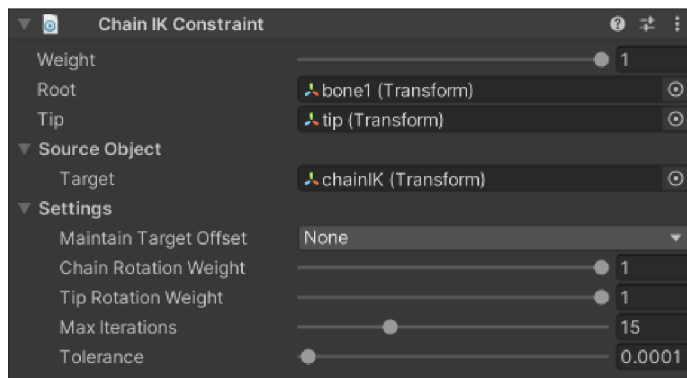 Chain IK Constraint
Weight 1
Root bone1 (Transform)
Tip tip (Transform)
Source Object
Target chainIK (Transform)
Settings
Maintain Target Offset None
Chain Rotation Weight 1
Tip Rotation Weight 1
Max Iterations 15
Tolerance 0.0001